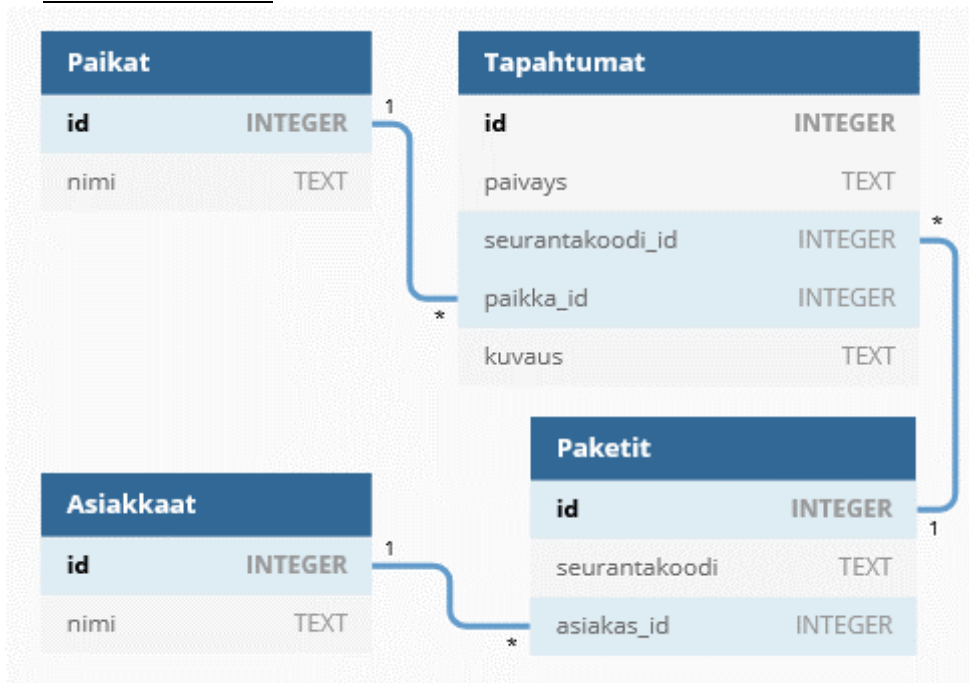 Paikat
id INTEGER
nimi TEXT
1
*
Tapahtumat
id INTEGER
paivays TEXT
seurantakoodi_id INTEGER
paikka_id INTEGER
kuvaus TEXT
*
1
Asiakkaat
id INTEGER
nimi TEXT
1
*
Paketit
id INTEGER
seurantakoodi TEXT
asiakas_id INTEGER